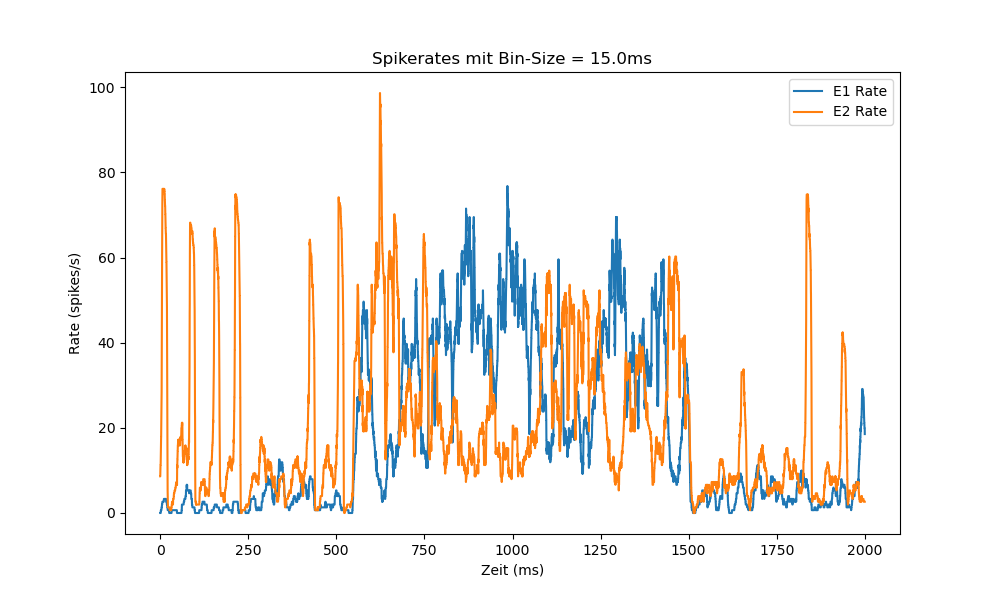 Spikerates mit Bin-Size = 15.0ms
E1 Rate
E2 Rate
100
80
60
40
20
0
Rate (spikes/s)
0 250 500 750 1000 1250 1500 1750 2000
Zeit (ms)